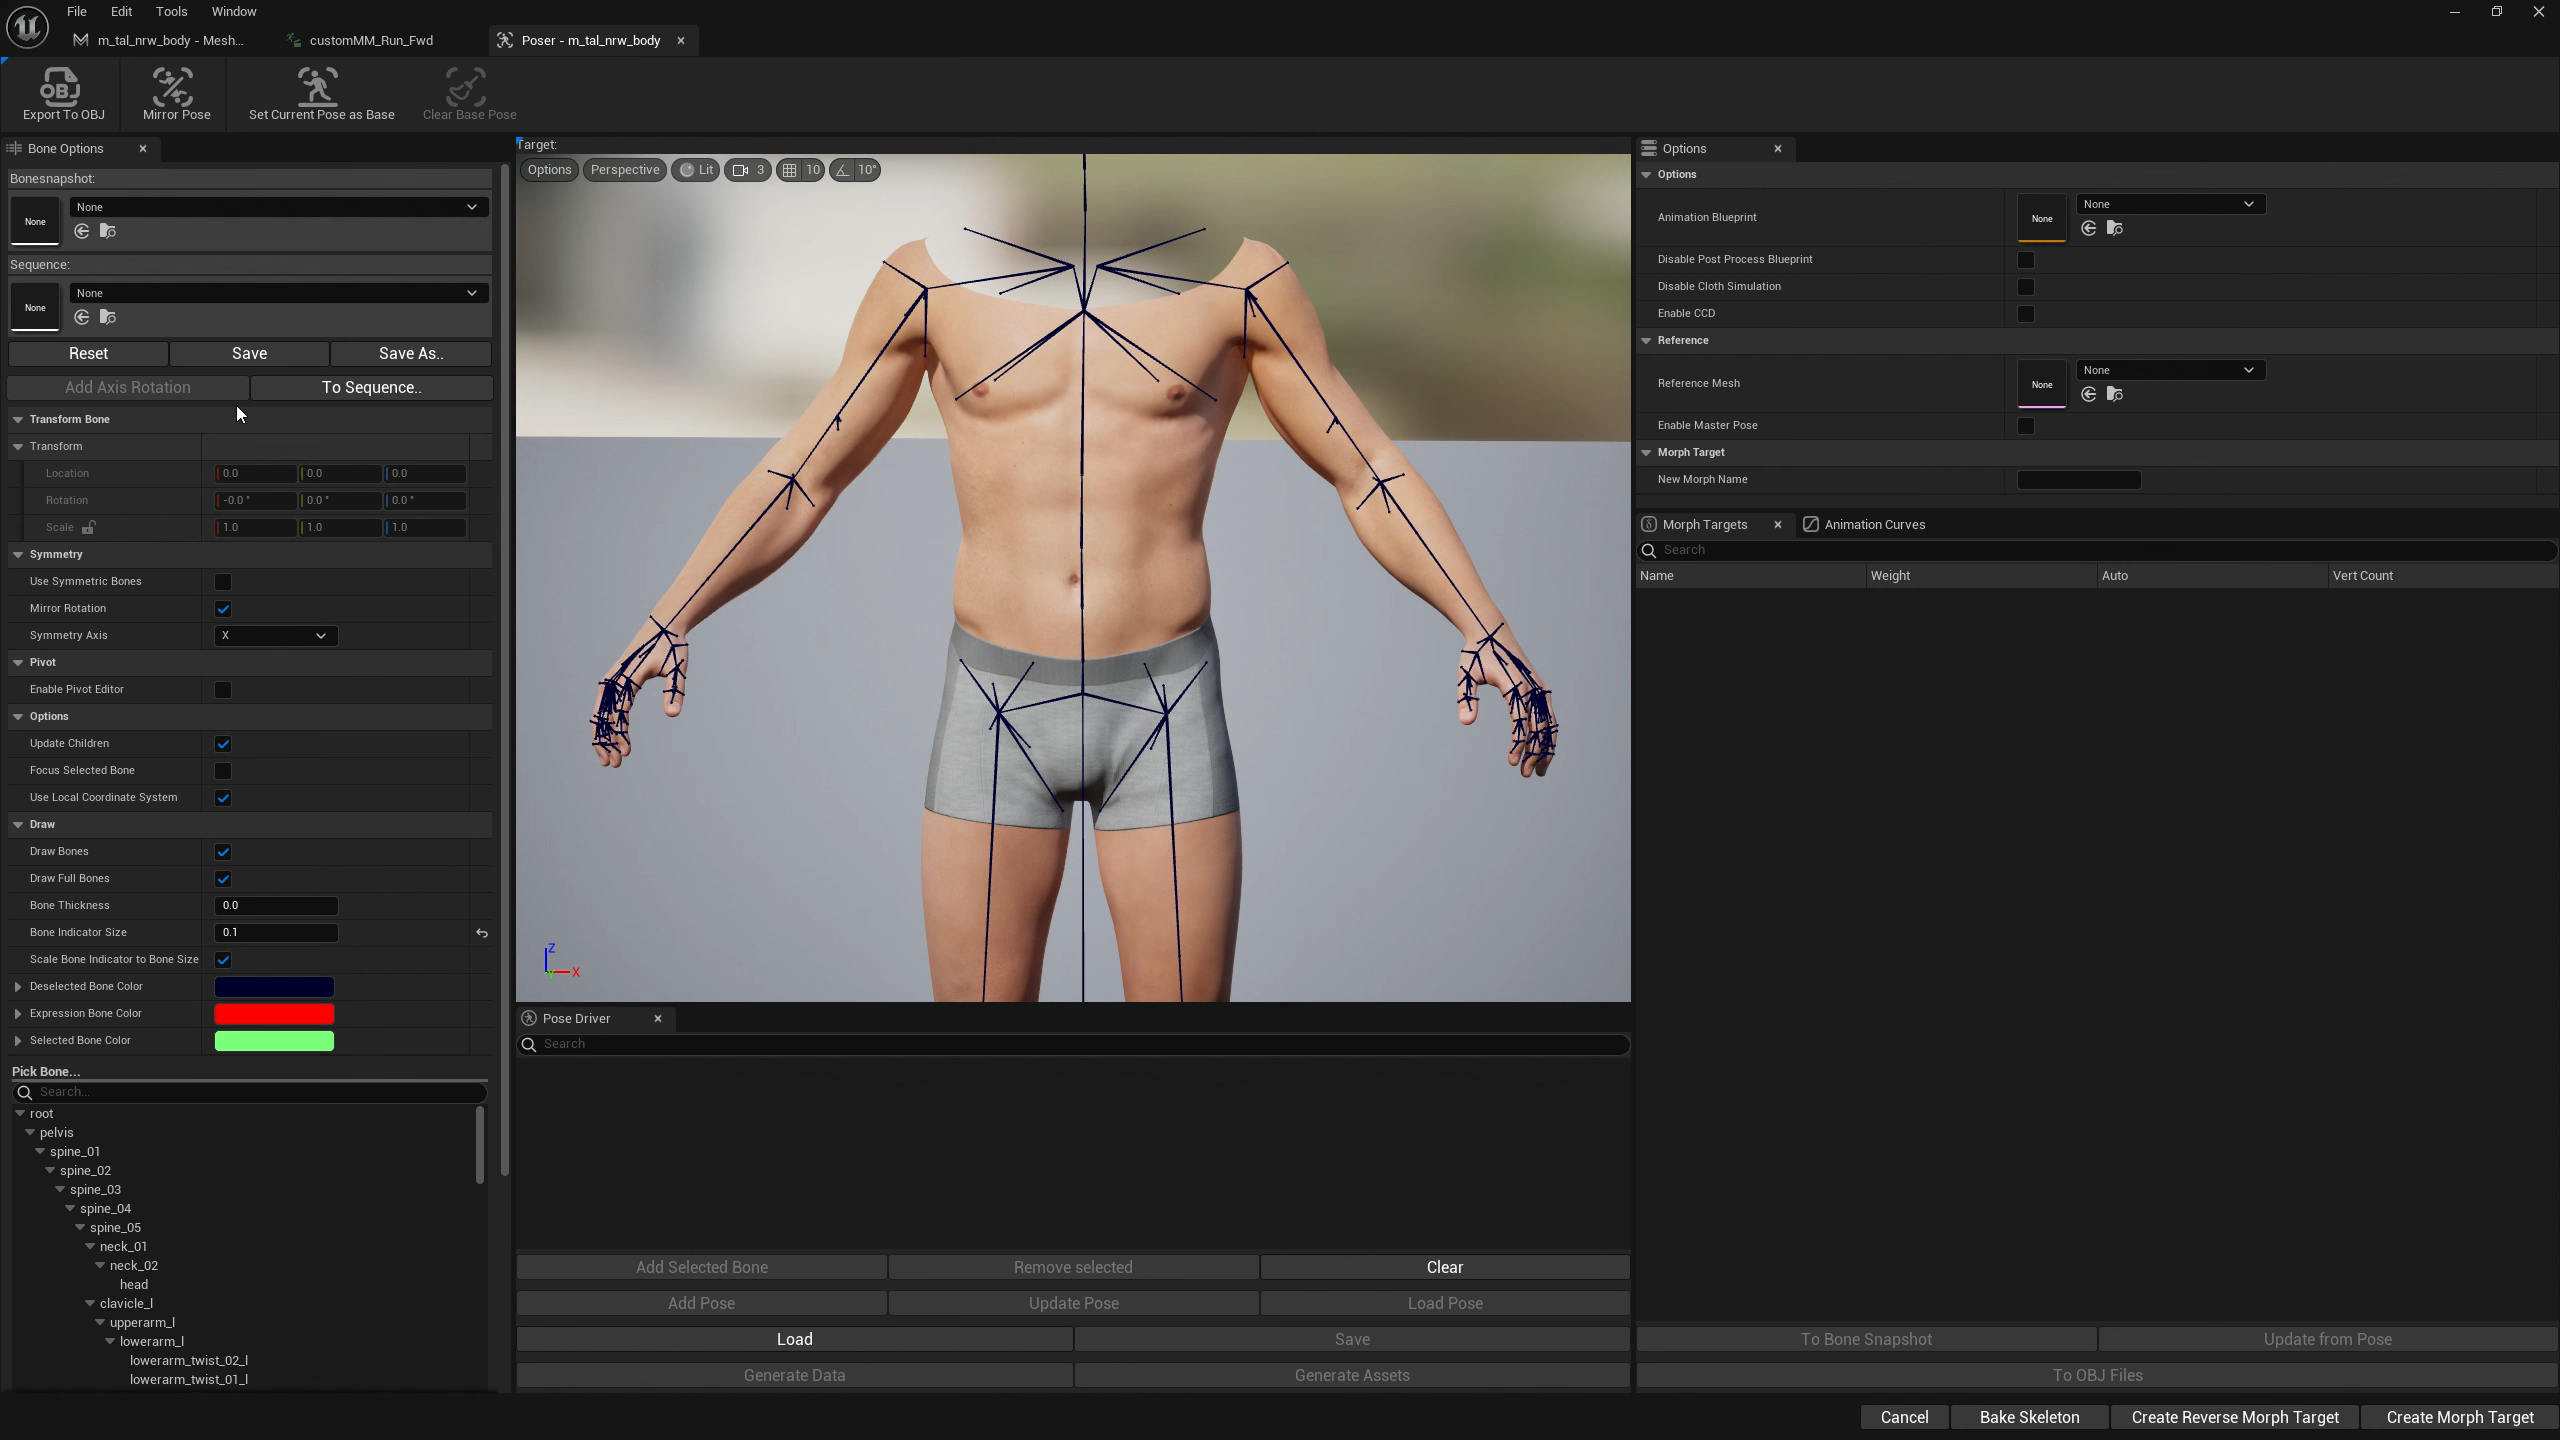 File Edit Tools Window
m_tal_nrw_body - Mesh... customMM_Run_Fwd Poser - m_tal_nrw_body
Export To OBJ Mirror Pose Set Current Pose as Base Clear Base Pose
Bone Options
Bonesnapshot:
None None
Sequence:
None None
Reset Save Save As..
Add Axis Rotation To Sequence..
Transform Bone
Transform
Location 0.0 0.0 0.0
Rotation -0.0 ° 0.0 ° 0.0 °
Scale 1.0 1.0 1.0
Symmetry
Use Symmetric Bones
Mirror Rotation
Symmetry Axis X
Pivot
Enable Pivot Editor
Options
Update Children
Focus Selected Bone
Use Local Coordinate System
Draw
Draw Bones
Draw Full Bones
Bone Thickness 0.0
Bone Indicator Size 0.1
Scale Bone Indicator to Bone Size
Deselected Bone Color
Expression Bone Color
Selected Bone Color
Pick Bone...
Search...
root
pelvis
spine_01
spine_02
spine_03
spine_04
spine_05
neck_01
neck_02
head
clavicle_l
upperarm_l
lowerarm_l
lowerarm_twist_02_l
lowerarm_twist_01_l
Target:
Options Perspective Lit 3 10 10°
Z
X
Pose Driver
Search
Add Selected Bone Remove selected Clear
Add Pose Update Pose Load Pose
Load Save
Generate Data Generate Assets
Options
Options
Animation Blueprint None None
Disable Post Process Blueprint
Disable Cloth Simulation
Enable CCD
Reference
Reference Mesh None None
Enable Master Pose
Morph Target
New Morph Name
Morph Targets Animation Curves
Search
Name Weight Auto Vert Count
To Bone Snapshot Update from Pose
To OBJ Files
Cancel Bake Skeleton Create Reverse Morph Target Create Morph Target